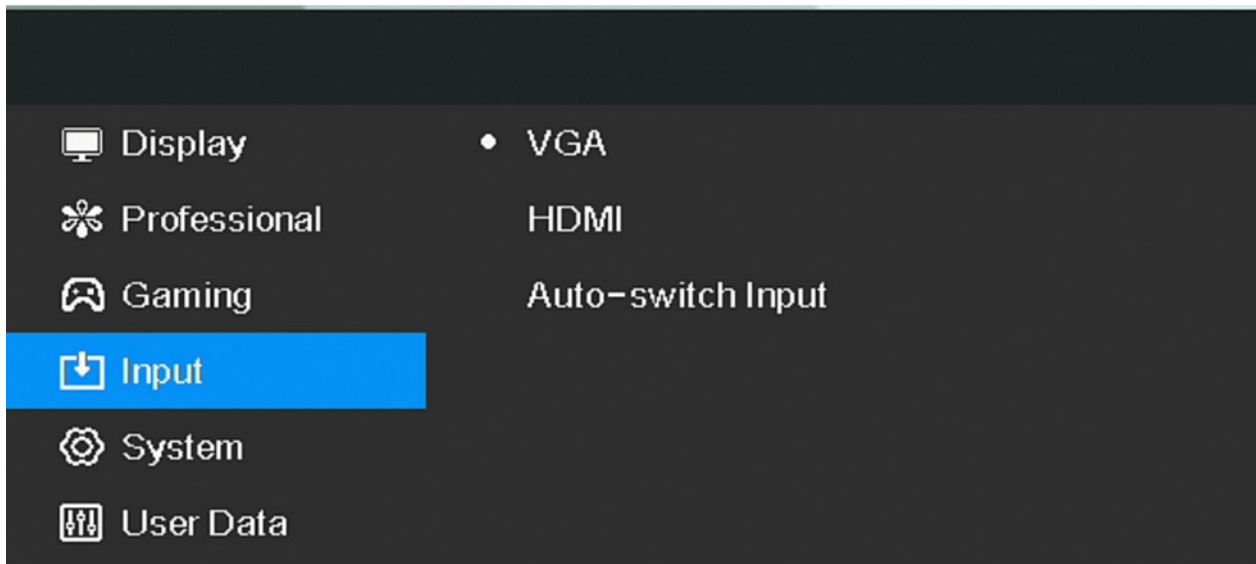 Display
Professional
Gaming
Input
System
User Data
VGA
HDMI
Auto-switch Input